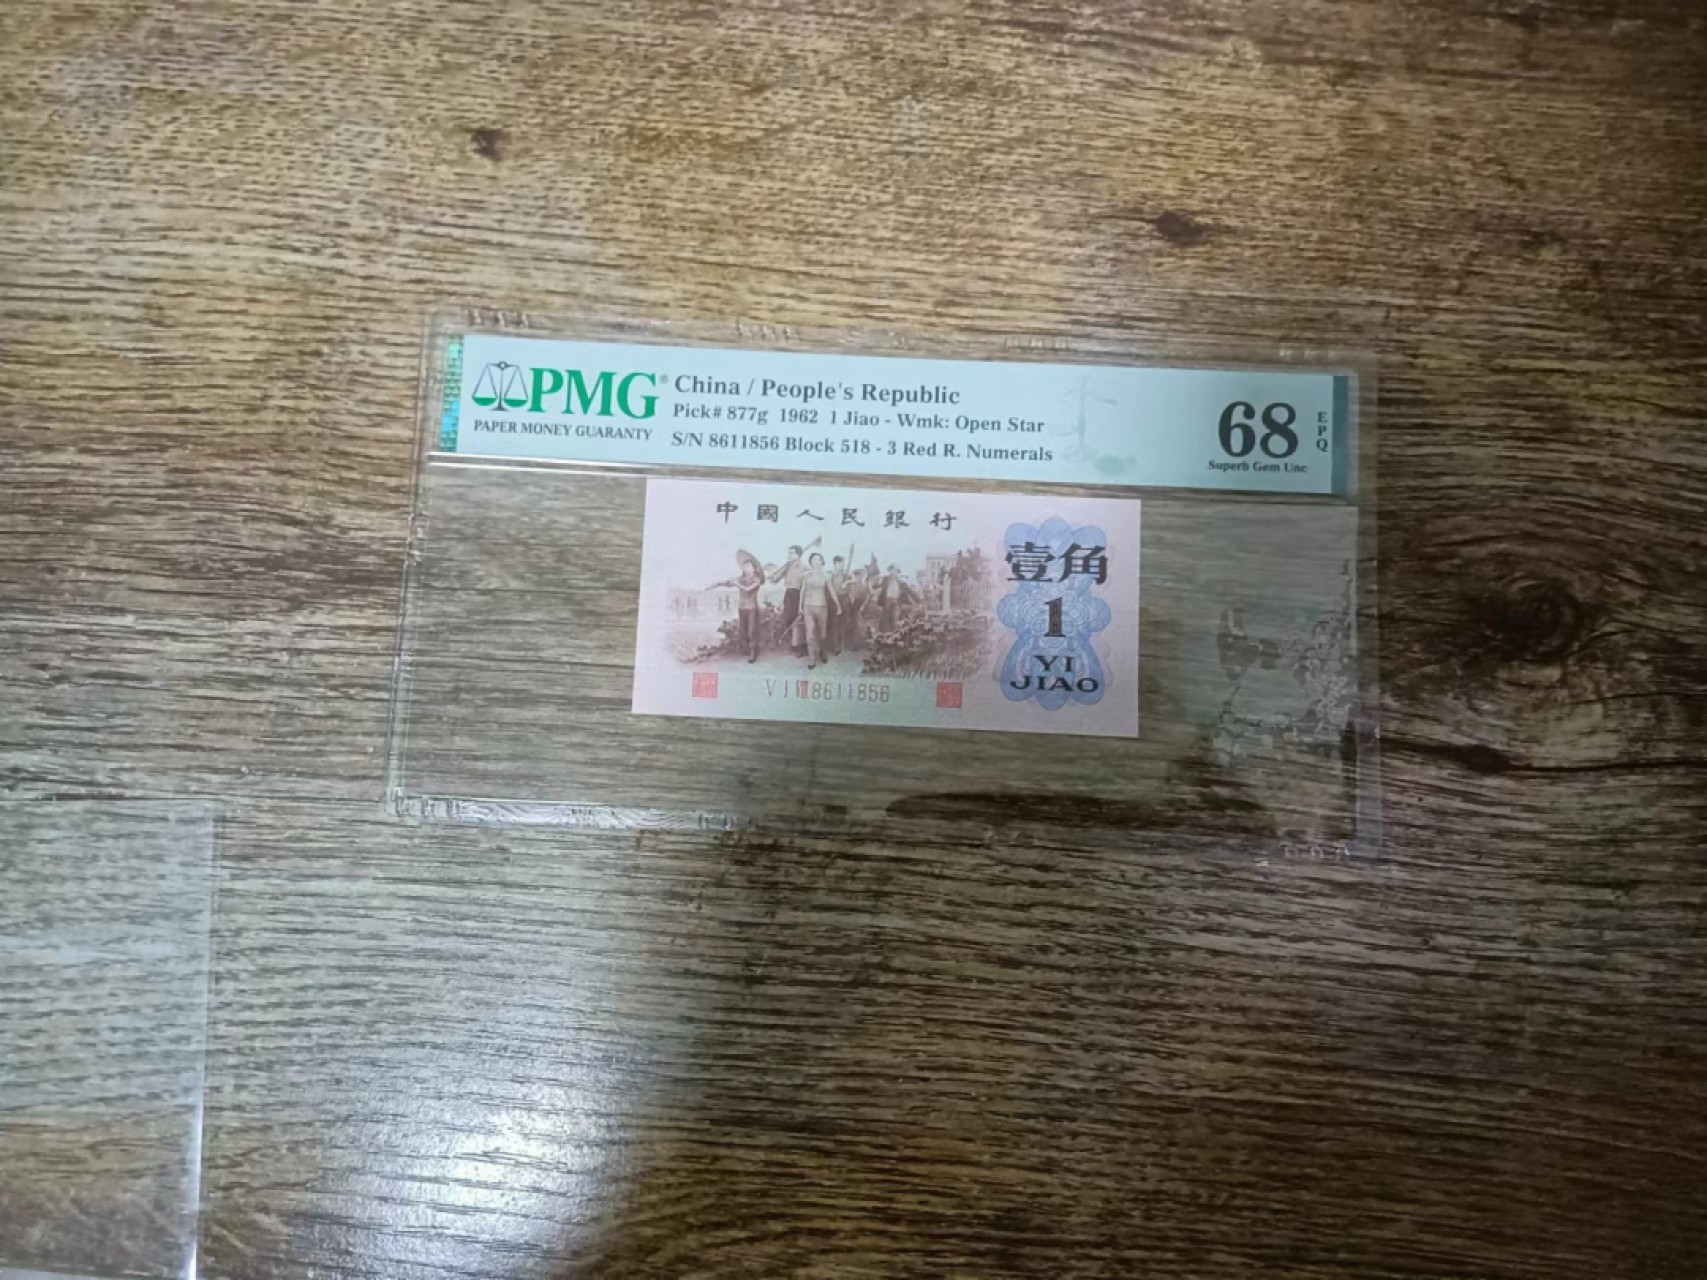 PMG®
PAPER MONEY GUARANTY
China / People's Republic
Pick# 877g 1962 1 Jiao - Wmk: Open Star
S/N 8611856 Block 518 - 3 Red R. Numerals
68
EPQ
Superb Gem Unc
中國人民銀行
壹角
1
YI
JIAO
V I VIII 8611856